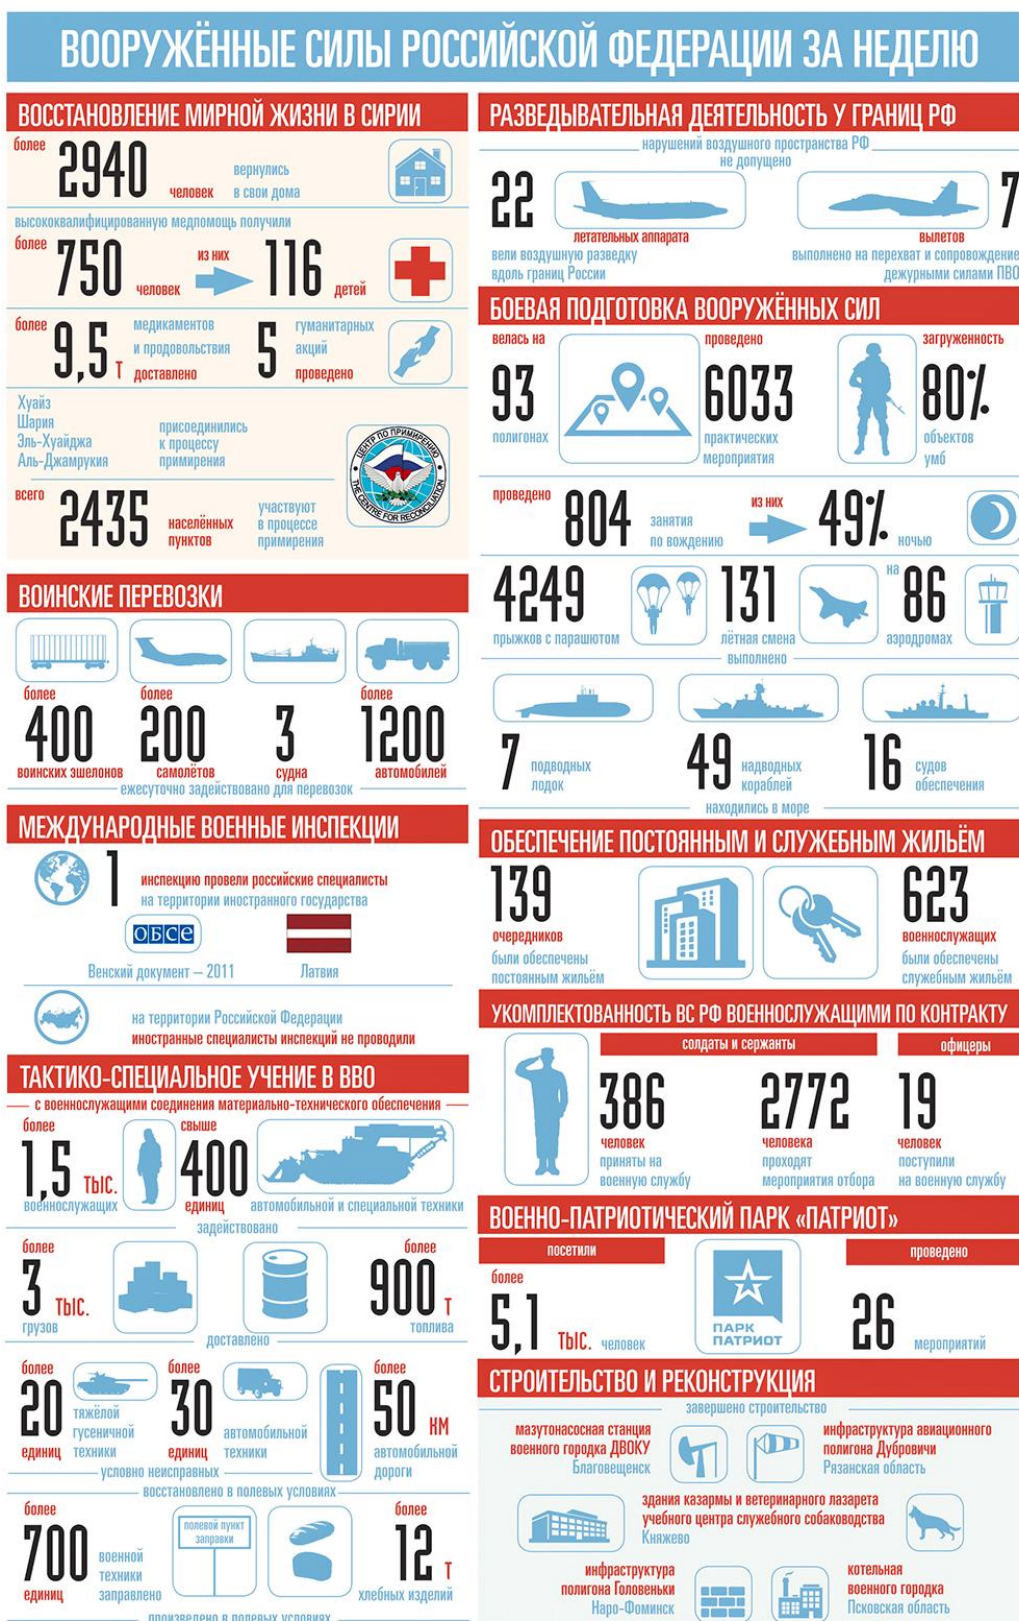 ВООРУЖЁННЫЕ СИЛЫ РОССИЙСКОЙ ФЕДЕРАЦИИ ЗА НЕДЕЛЮ
ВОССТАНОВЛЕНИЕ МИРНОЙ ЖИЗНИ В СИРИИ
более
2940
человек
вернулись
в свои дома
высококвалифицированную медпомощь получили
более
750
человек
из них
116
детей
более
9,5 т
медикаментов
и продовольствия
доставлено
5
гуманитарных
акций
проведено
Хуайз
Шария
Эль-Хуайджа
Аль-Джамрукия
присоединились
к процессу
примирения
ЦЕНТР ПО ПРИМИРЕНИЮ
THE CENTRE FOR RECONCILIATION
всего
2435
населённых
пунктов
участвуют
в процессе
примирения
ВОИНСКИЕ ПЕРЕВОЗКИ
более
400
воинских эшелонов
более
200
самолётов
3
судна
более
1200
автомобилей
ежесуточно задействовано для перевозок
МЕЖДУНАРОДНЫЕ ВОЕННЫЕ ИНСПЕКЦИИ
1
инспекцию провели российские специалисты
на территории иностранного государства
ОБСЕ
Венский документ – 2011
Латвия
на территории Российской Федерации
иностранные специалисты инспекций не проводили
ТАКТИКО-СПЕЦИАЛЬНОЕ УЧЕНИЕ В ВВО
с военнослужащими соединения материально-технического обеспечения
более
1,5 тыс.
военнослужащих
свыше
400
единиц
автомобильной и специальной техники
задействовано
более
3 тыс.
грузов
более
900 т
топлива
доставлено
более
20
единиц
тяжёлой
гусеничной
техники
более
30
единиц
автомобильной
техники
условно неисправных
более
50 км
автомобильной
дороги
восстановлено в полевых условиях
более
700
единиц
военной
техники
заправлено
полевой пункт
заправки
более
12 т
хлебных изделий
произведено в полевых условиях
РАЗВЕДЫВАТЕЛЬНАЯ ДЕЯТЕЛЬНОСТЬ У ГРАНИЦ РФ
нарушений воздушного пространства РФ
не допущено
22
летательных аппарата
вели воздушную разведку
вдоль границ России
7
вылетов
выполнено на перехват и сопровождение
дежурными силами ПВО
БОЕВАЯ ПОДГОТОВКА ВООРУЖЁННЫХ СИЛ
велась на
93
полигонах
проведено
6033
практических
мероприятия
загруженность
80%
объектов
умб
проведено
804
занятия
по вождению
из них
49%
ночью
4249
прыжков с парашютом
131
лётная смена
на
86
аэродромах
выполнено
7
подводных
лодок
49
надводных
кораблей
16
судов
обеспечения
находились в море
ОБЕСПЕЧЕНИЕ ПОСТОЯННЫМ И СЛУЖЕБНЫМ ЖИЛЬЁМ
139
очередников
были обеспечены
постоянным жильём
623
военнослужащих
были обеспечены
служебным жильём
УКОМПЛЕКТОВАННОСТЬ ВС РФ ВОЕННОСЛУЖАЩИМИ ПО КОНТРАКТУ
солдаты и сержанты
офицеры
386
человек
приняты на
военную службу
2772
человека
проходят
мероприятия отбора
19
человек
поступили
на военную службу
ВОЕННО-ПАТРИОТИЧЕСКИЙ ПАРК «ПАТРИОТ»
посетили
более
5,1 тыс. человек
ПАРК
ПАТРИОТ
проведено
26 мероприятий
СТРОИТЕЛЬСТВО И РЕКОНСТРУКЦИЯ
завершено строительство
мазутонасосная станция
военного городка ДВОКУ
Благовещенск
инфраструктура авиационного
полигона Дубровичи
Рязанская область
здания казармы и ветеринарного лазарета
учебного центра служебного собаководства
Княжево
инфраструктура
полигона Головеньки
Наро-Фоминск
котельная
военного городка
Псковская область